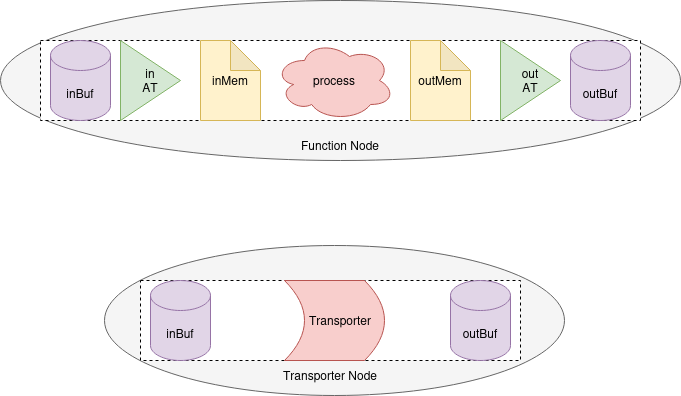 inBuf
in
AT
inMem
process
outMem
out
AT
outBuf
Function Node
inBuf
Transporter
outBuf
Transporter Node